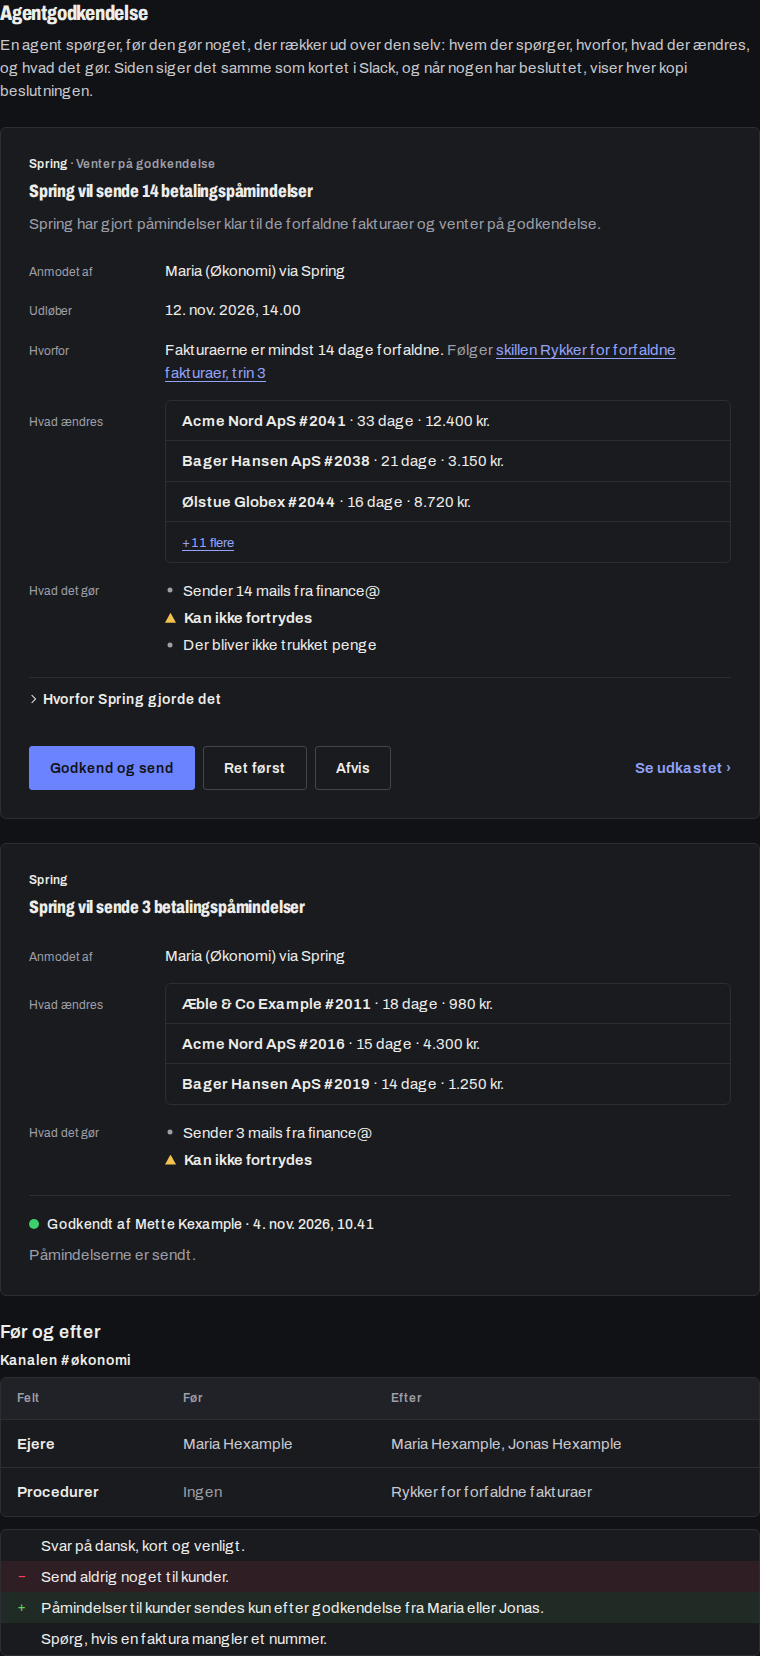 Agentgodkendelse
En agent spørger, før den gør noget, der rækker ud over den selv: hvem der spørger, hvorfor, hvad der ændres,
og hvad det gør. Siden siger det samme som kortet i Slack, og når nogen har besluttet, viser hver kopi
beslutningen.
Spring · Venter på godkendelse
Spring vil sende 14 betalingspåmindelser
Spring har gjort påmindelser klar til de forfaldne fakturaer og venter på godkendelse.
Anmodet af Maria (Økonomi) via Spring
Udløber 12. nov. 2026, 14.00
Hvorfor Fakturaerne er mindst 14 dage forfaldne. Følger skillen Rykker for forfaldne
fakturaer, trin 3
Hvad ændres Acme Nord ApS #2041 · 33 dage · 12.400 kr.
Bager Hansen ApS #2038 · 21 dage · 3.150 kr.
Ølstue Globex #2044 · 16 dage · 8.720 kr.
+11 flere
Hvad det gør • Sender 14 mails fra finance@
Kan ikke fortrydes
• Der bliver ikke trukket penge
› Hvorfor Spring gjorde det
Godkend og send Ret først Afvis Se udkastet ›
Spring
Spring vil sende 3 betalingspåmindelser
Anmodet af Maria (Økonomi) via Spring
Hvad ændres Æble & Co Example #2011 · 18 dage · 980 kr.
Acme Nord ApS #2016 · 15 dage · 4.300 kr.
Bager Hansen ApS #2019 · 14 dage · 1.250 kr.
Hvad det gør • Sender 3 mails fra finance@
Kan ikke fortrydes
Godkendt af Mette Kexample · 4. nov. 2026, 10.41
Påmindelserne er sendt.
Før og efter
Kanalen #økonomi
Felt Før Efter
Ejere Maria Hexample Maria Hexample, Jonas Hexample
Procedurer Ingen Rykker for forfaldne fakturaer
Svar på dansk, kort og venligt.
− Send aldrig noget til kunder.
+ Påmindelser til kunder sendes kun efter godkendelse fra Maria eller Jonas.
Spørg, hvis en faktura mangler et nummer.